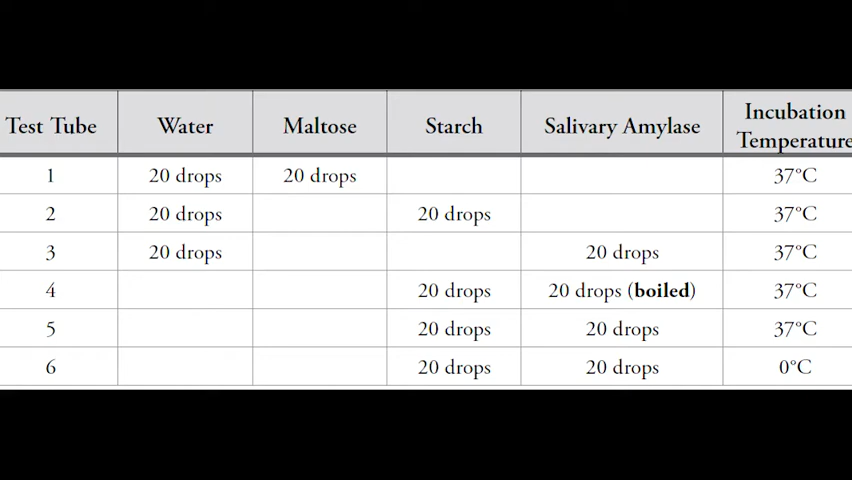 Test Tube Water Maltose Starch Salivary Amylase Incubation Temperature
1 20 drops 20 drops 37°C
2 20 drops 20 drops 37°C
3 20 drops 20 drops 37°C
4 20 drops 20 drops (boiled) 37°C
5 20 drops 20 drops 37°C
6 20 drops 20 drops 0°C